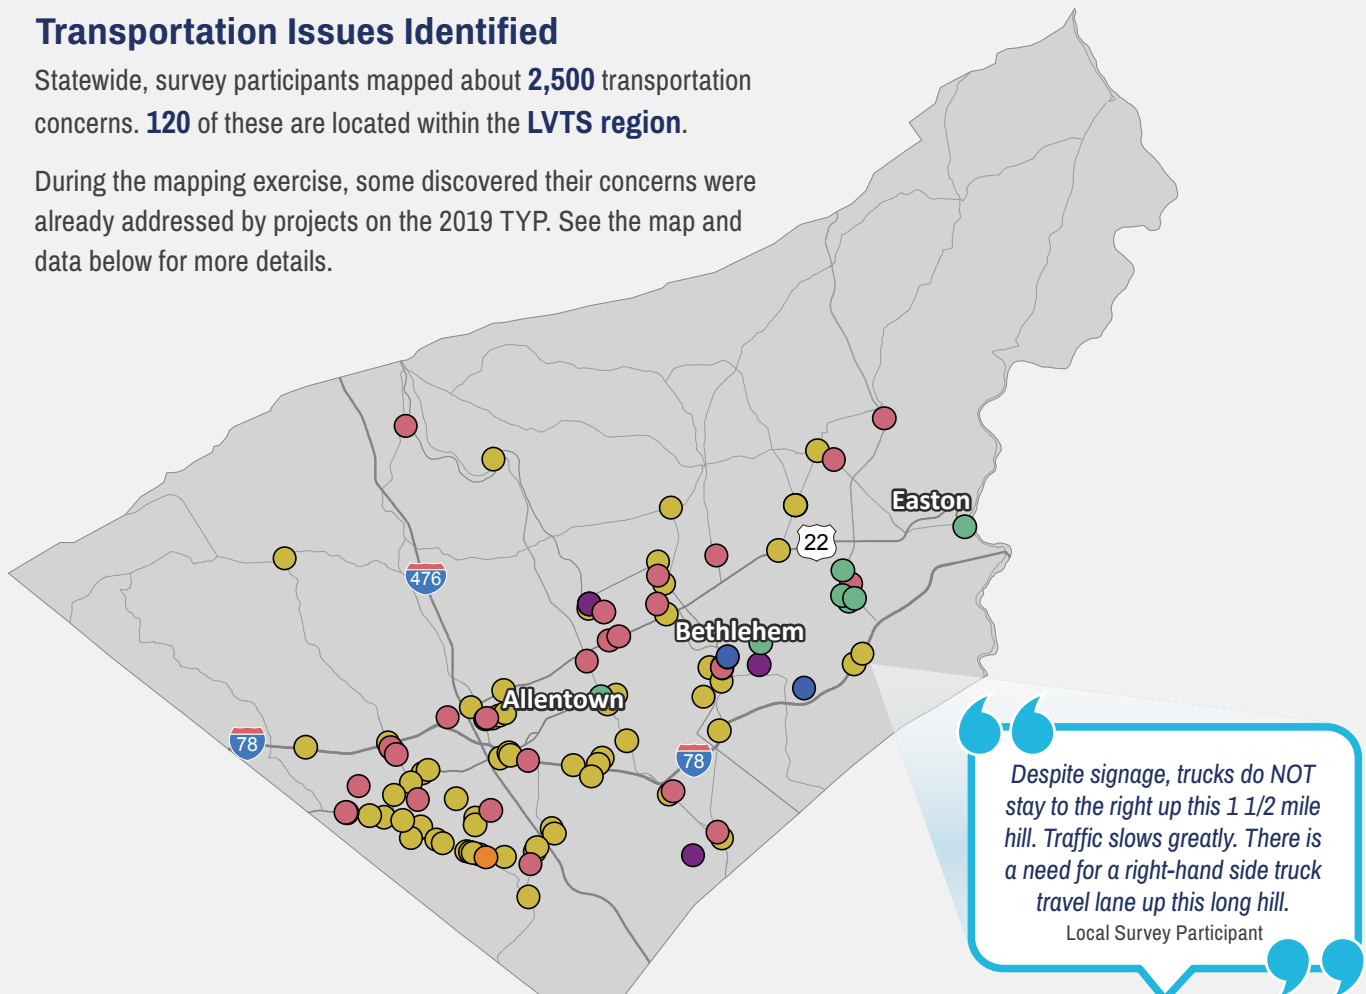 Transportation Issues Identified
Statewide, survey participants mapped about 2,500 transportation
concerns. 120 of these are located within the LVTS region.
During the mapping exercise, some discovered their concerns were
already addressed by projects on the 2019 TYP. See the map and
data below for more details.
Easton
22
476
Bethlehem
Allentown
78
78
Despite signage, trucks do NOT
stay to the right up this 1 1/2 mile
hill. Traffic slows greatly. There is
a need for a right-hand side truck
travel lane up this long hill.
Local Survey Participant